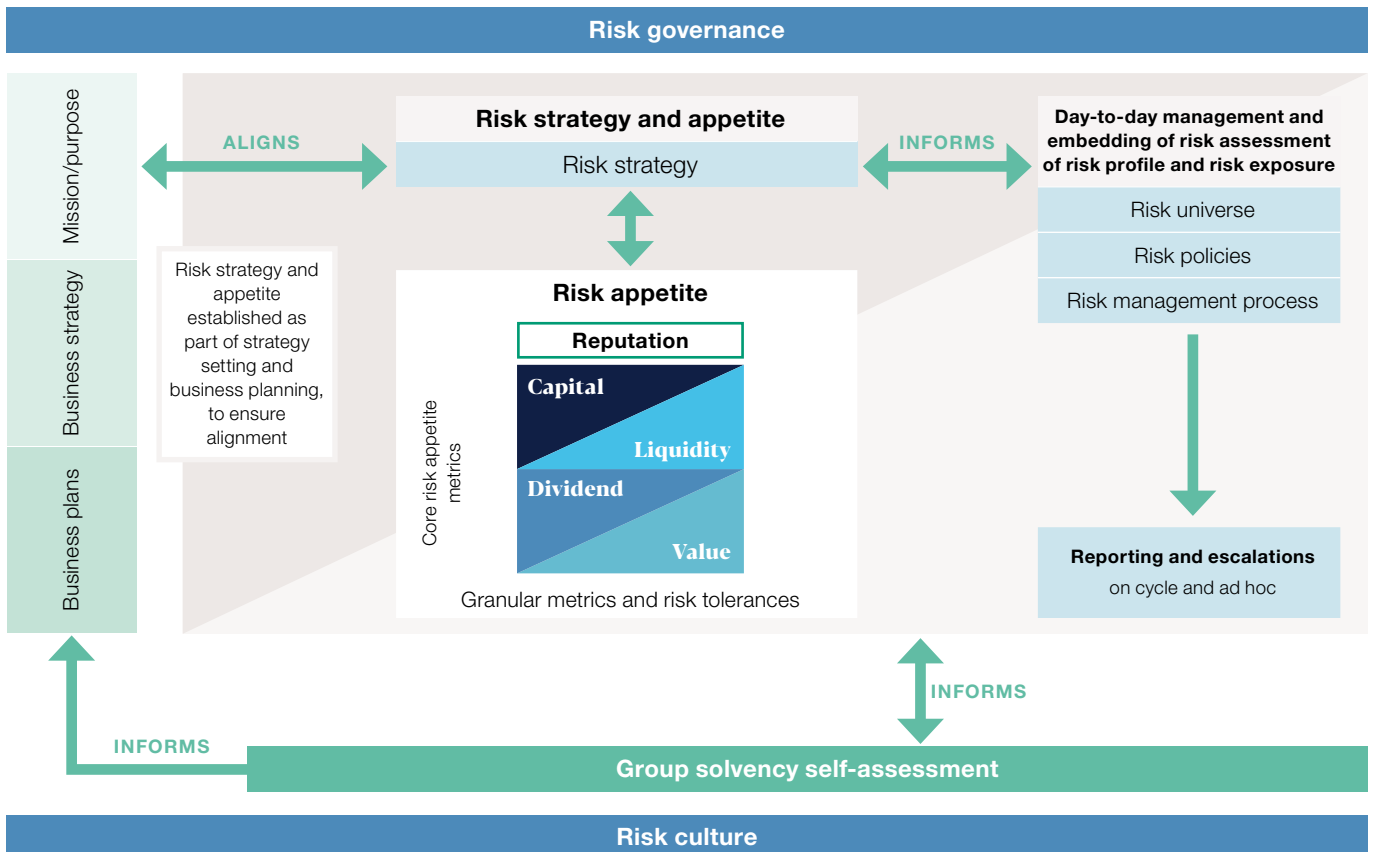 Risk governance
Mission/purpose
Business strategy
Business plans
ALIGNS
Risk strategy and
appetite
established as
part of strategy
setting and
business planning,
to ensure
alignment
Risk strategy and appetite
Risk strategy
Risk appetite
Reputation
Capital
Liquidity
Dividend
Value
Core risk appetite
metrics
Granular metrics and risk tolerances
INFORMS
Day-to-day management and
embedding of risk assessment
of risk profile and risk exposure
Risk universe
Risk policies
Risk management process
Reporting and escalations
on cycle and ad hoc
INFORMS
INFORMS
Group solvency self-assessment
Risk culture